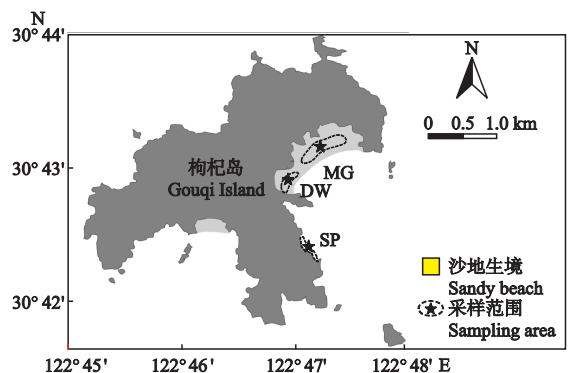 N
30°44'
N
0 0.5 1.0 km
30°43'
枸杞岛
Gouqi Island
MG
DW
SP
沙地生境
Sandy beach
采样范围
Sampling area
30°42'
122°45' 122°46' 122°47' 122°48' E